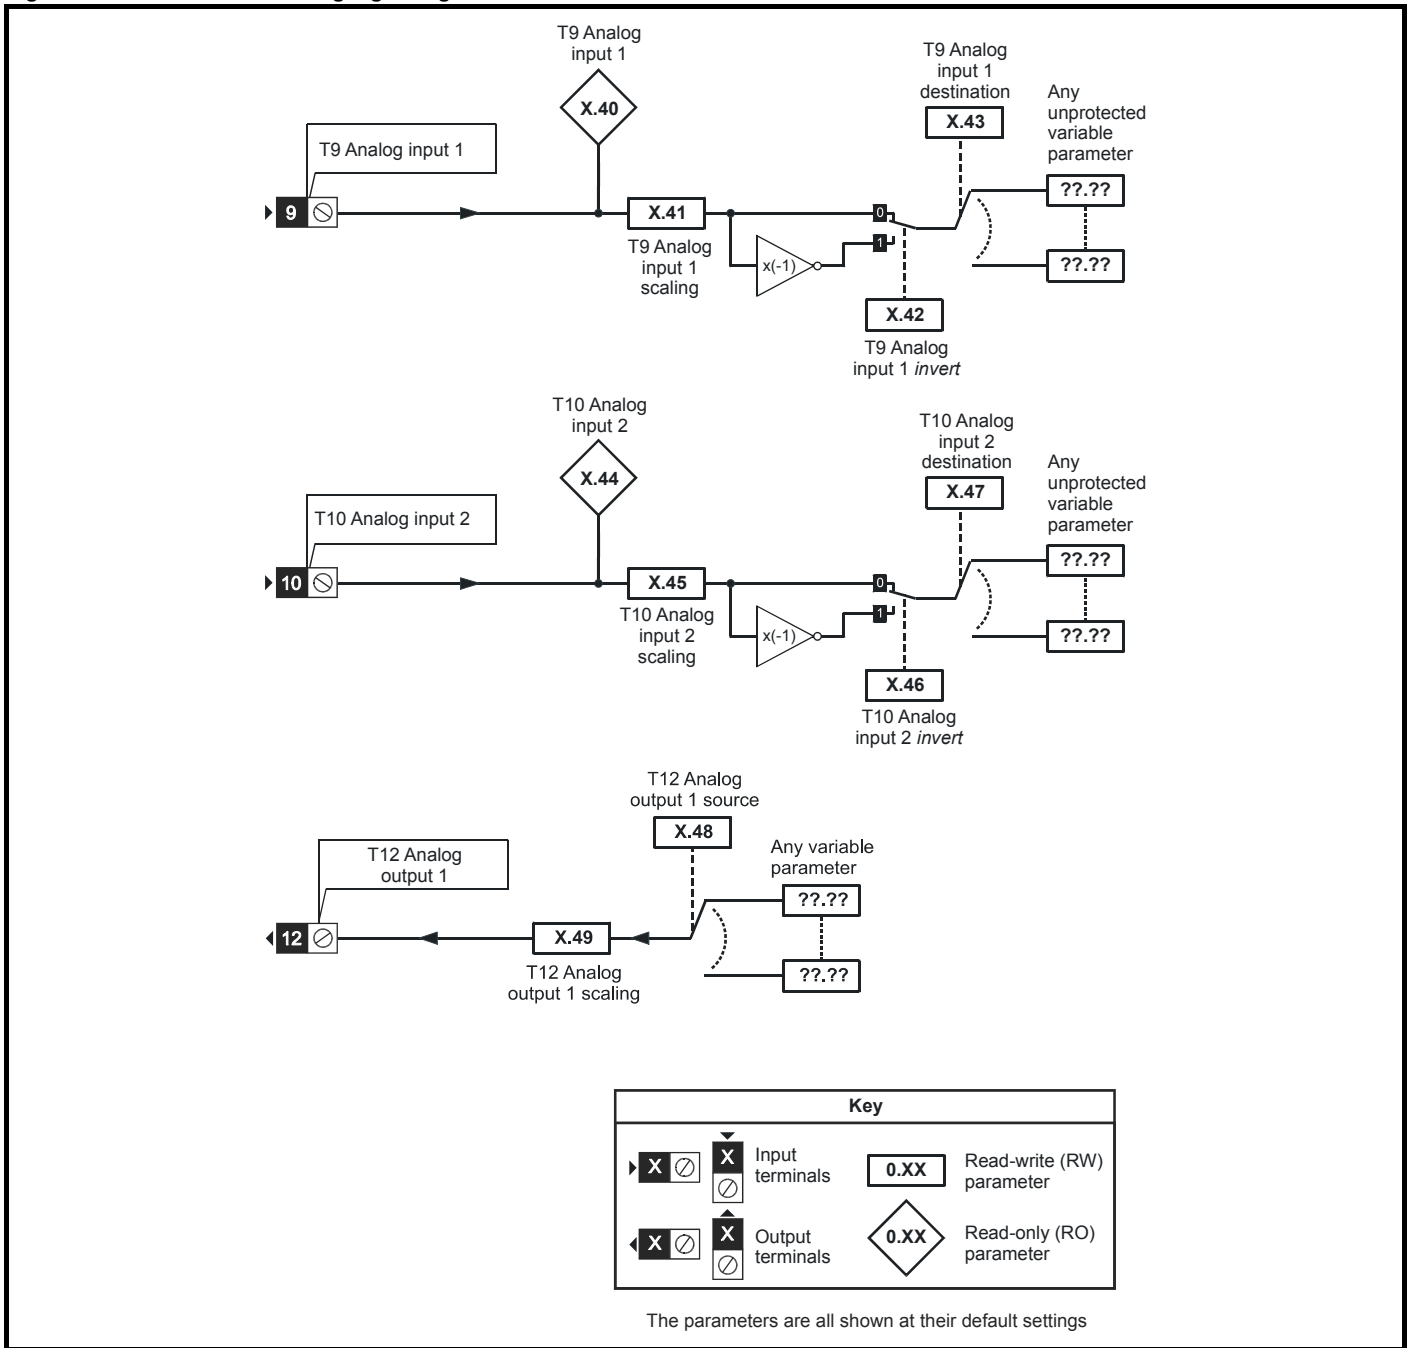 T9 Analog
input 1
X.40
T9 Analog
input 1
destination
X.43
Any
unprotected
variable
parameter
T9 Analog input 1
9
X.41
T9 Analog
input 1
scaling
x(-1)
0
1
??.??
??.??
X.42
T9 Analog
input 1 invert
T10 Analog
input 2
X.44
T10 Analog
input 2
destination
X.47
Any
unprotected
variable
parameter
T10 Analog input 2
10
X.45
T10 Analog
input 2
scaling
x(-1)
0
1
??.??
??.??
X.46
T10 Analog
input 2 invert
T12 Analog
output 1 source
X.48
Any variable
parameter
??.??
??.??
T12 Analog
output 1
12
X.49
T12 Analog
output 1 scaling
Key
X
X
Input
terminals
0.XX
Read-write (RW)
parameter
X
X
Output
terminals
0.XX
Read-only (RO)
parameter
The parameters are all shown at their default settings